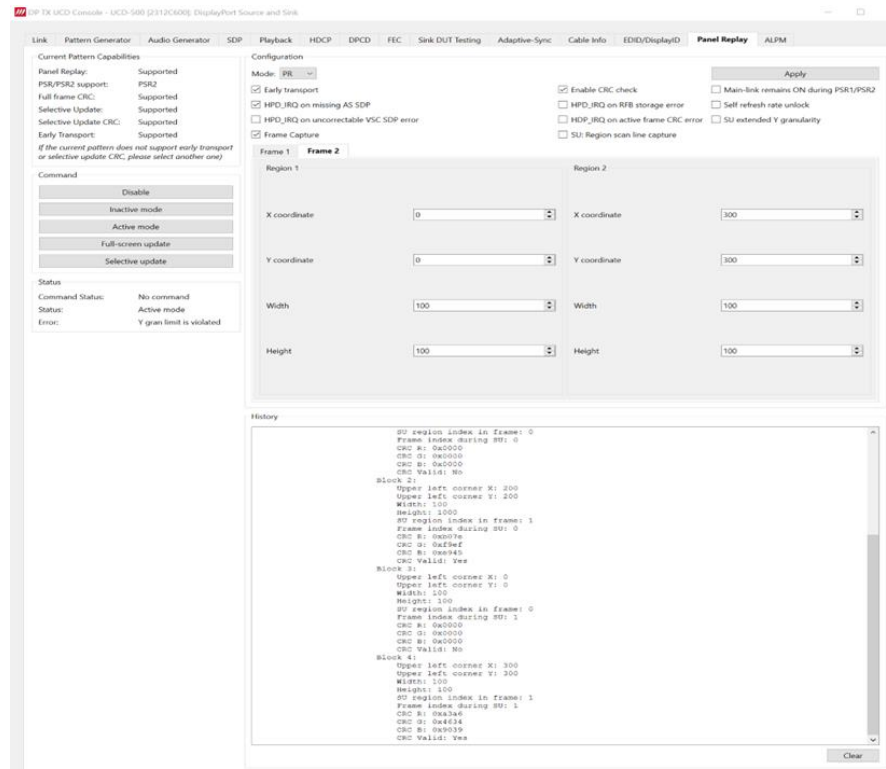 DP TX UCD Console - UCD-500 [2312C600]: DisplayPort Source and Sink
Link Pattern Generator Audio Generator SDP Playback HDCP DPCD FEC Sink DUT Testing Adaptive-Sync Cable Info EDID/DisplayID Panel Replay ALPM
Current Pattern Capabilities
Panel Replay: Supported
PSR/PSR2 support: PSR2
Full frame CRC: Supported
Selective Update: Supported
Selective Update CRC: Supported
Early Transport: Supported
If the current pattern does not support early transport
or selective update CRC, please select another one)
Command
Disable
Inactive mode
Active mode
Full-screen update
Selective update
Status
Command Status: No command
Status: Active mode
Error: Y gran limit is violated
Configuration
Mode: PR
Apply
Early transport
Enable CRC check
Main-link remains ON during PSR1/PSR2
HPD_IRQ on missing AS SDP
HPD_IRQ on RFB storage error
Self refresh rate unlock
HPD_IRQ on uncorrectable VSC SDP error
HDP_IRQ on active frame CRC error
SU extended Y granularity
Frame Capture
SU: Region scan line capture
Frame 1 Frame 2
Region 1
X coordinate 0
Y coordinate 0
Width 100
Height 100
Region 2
X coordinate 300
Y coordinate 300
Width 100
Height 100
History
SU region index in frame: 0
Frame index during SU: 0
CRC R: 0x0000
CRC G: 0x0000
CRC B: 0x0000
CRC Valid: No
Block 2:
Upper left corner X: 200
Upper left corner Y: 200
Width: 100
Height: 1000
SU region index in frame: 1
Frame index during SU: 0
CRC R: 0xb07e
CRC G: 0xf9ef
CRC B: 0xe945
CRC Valid: Yes
Block 3:
Upper left corner X: 0
Upper left corner Y: 0
Width: 100
Height: 100
SU region index in frame: 0
Frame index during SU: 1
CRC R: 0x0000
CRC G: 0x0000
CRC B: 0x0000
CRC Valid: No
Block 4:
Upper left corner X: 300
Upper left corner Y: 300
Width: 100
Height: 100
SU region index in frame: 1
Frame index during SU: 1
CRC R: 0xa3a6
CRC G: 0x4634
CRC B: 0x9039
CRC Valid: Yes
Clear